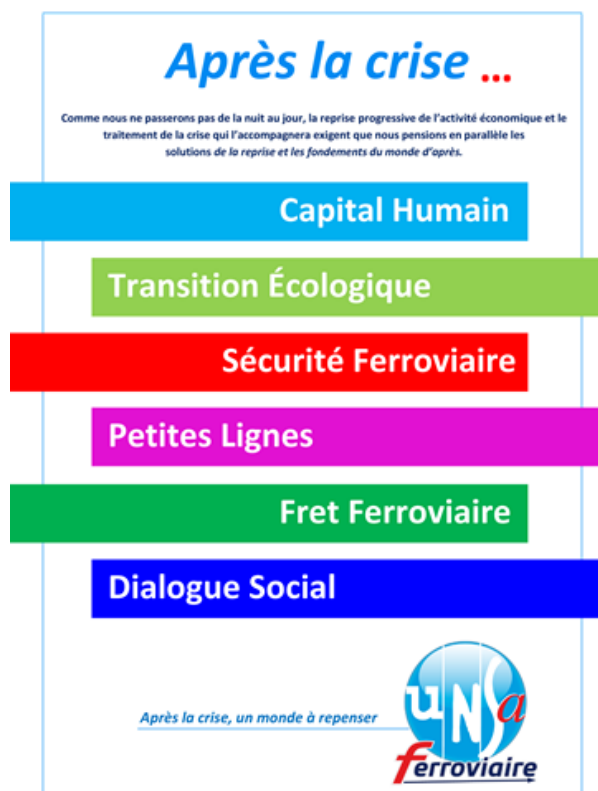 Après la crise ...
Comme nous ne passerons pas de la nuit au jour, la reprise progressive de l'activité économique et le
traitement de la crise qui l'accompagnera exigent que nous pensions en parallèle les
solutions de la reprise et les fondements du monde d'après.
Capital Humain
Transition Écologique
Sécurité Ferroviaire
Petites Lignes
Fret Ferroviaire
Dialogue Social
Après la crise, un monde à repenser
uNSa
ferroviaire